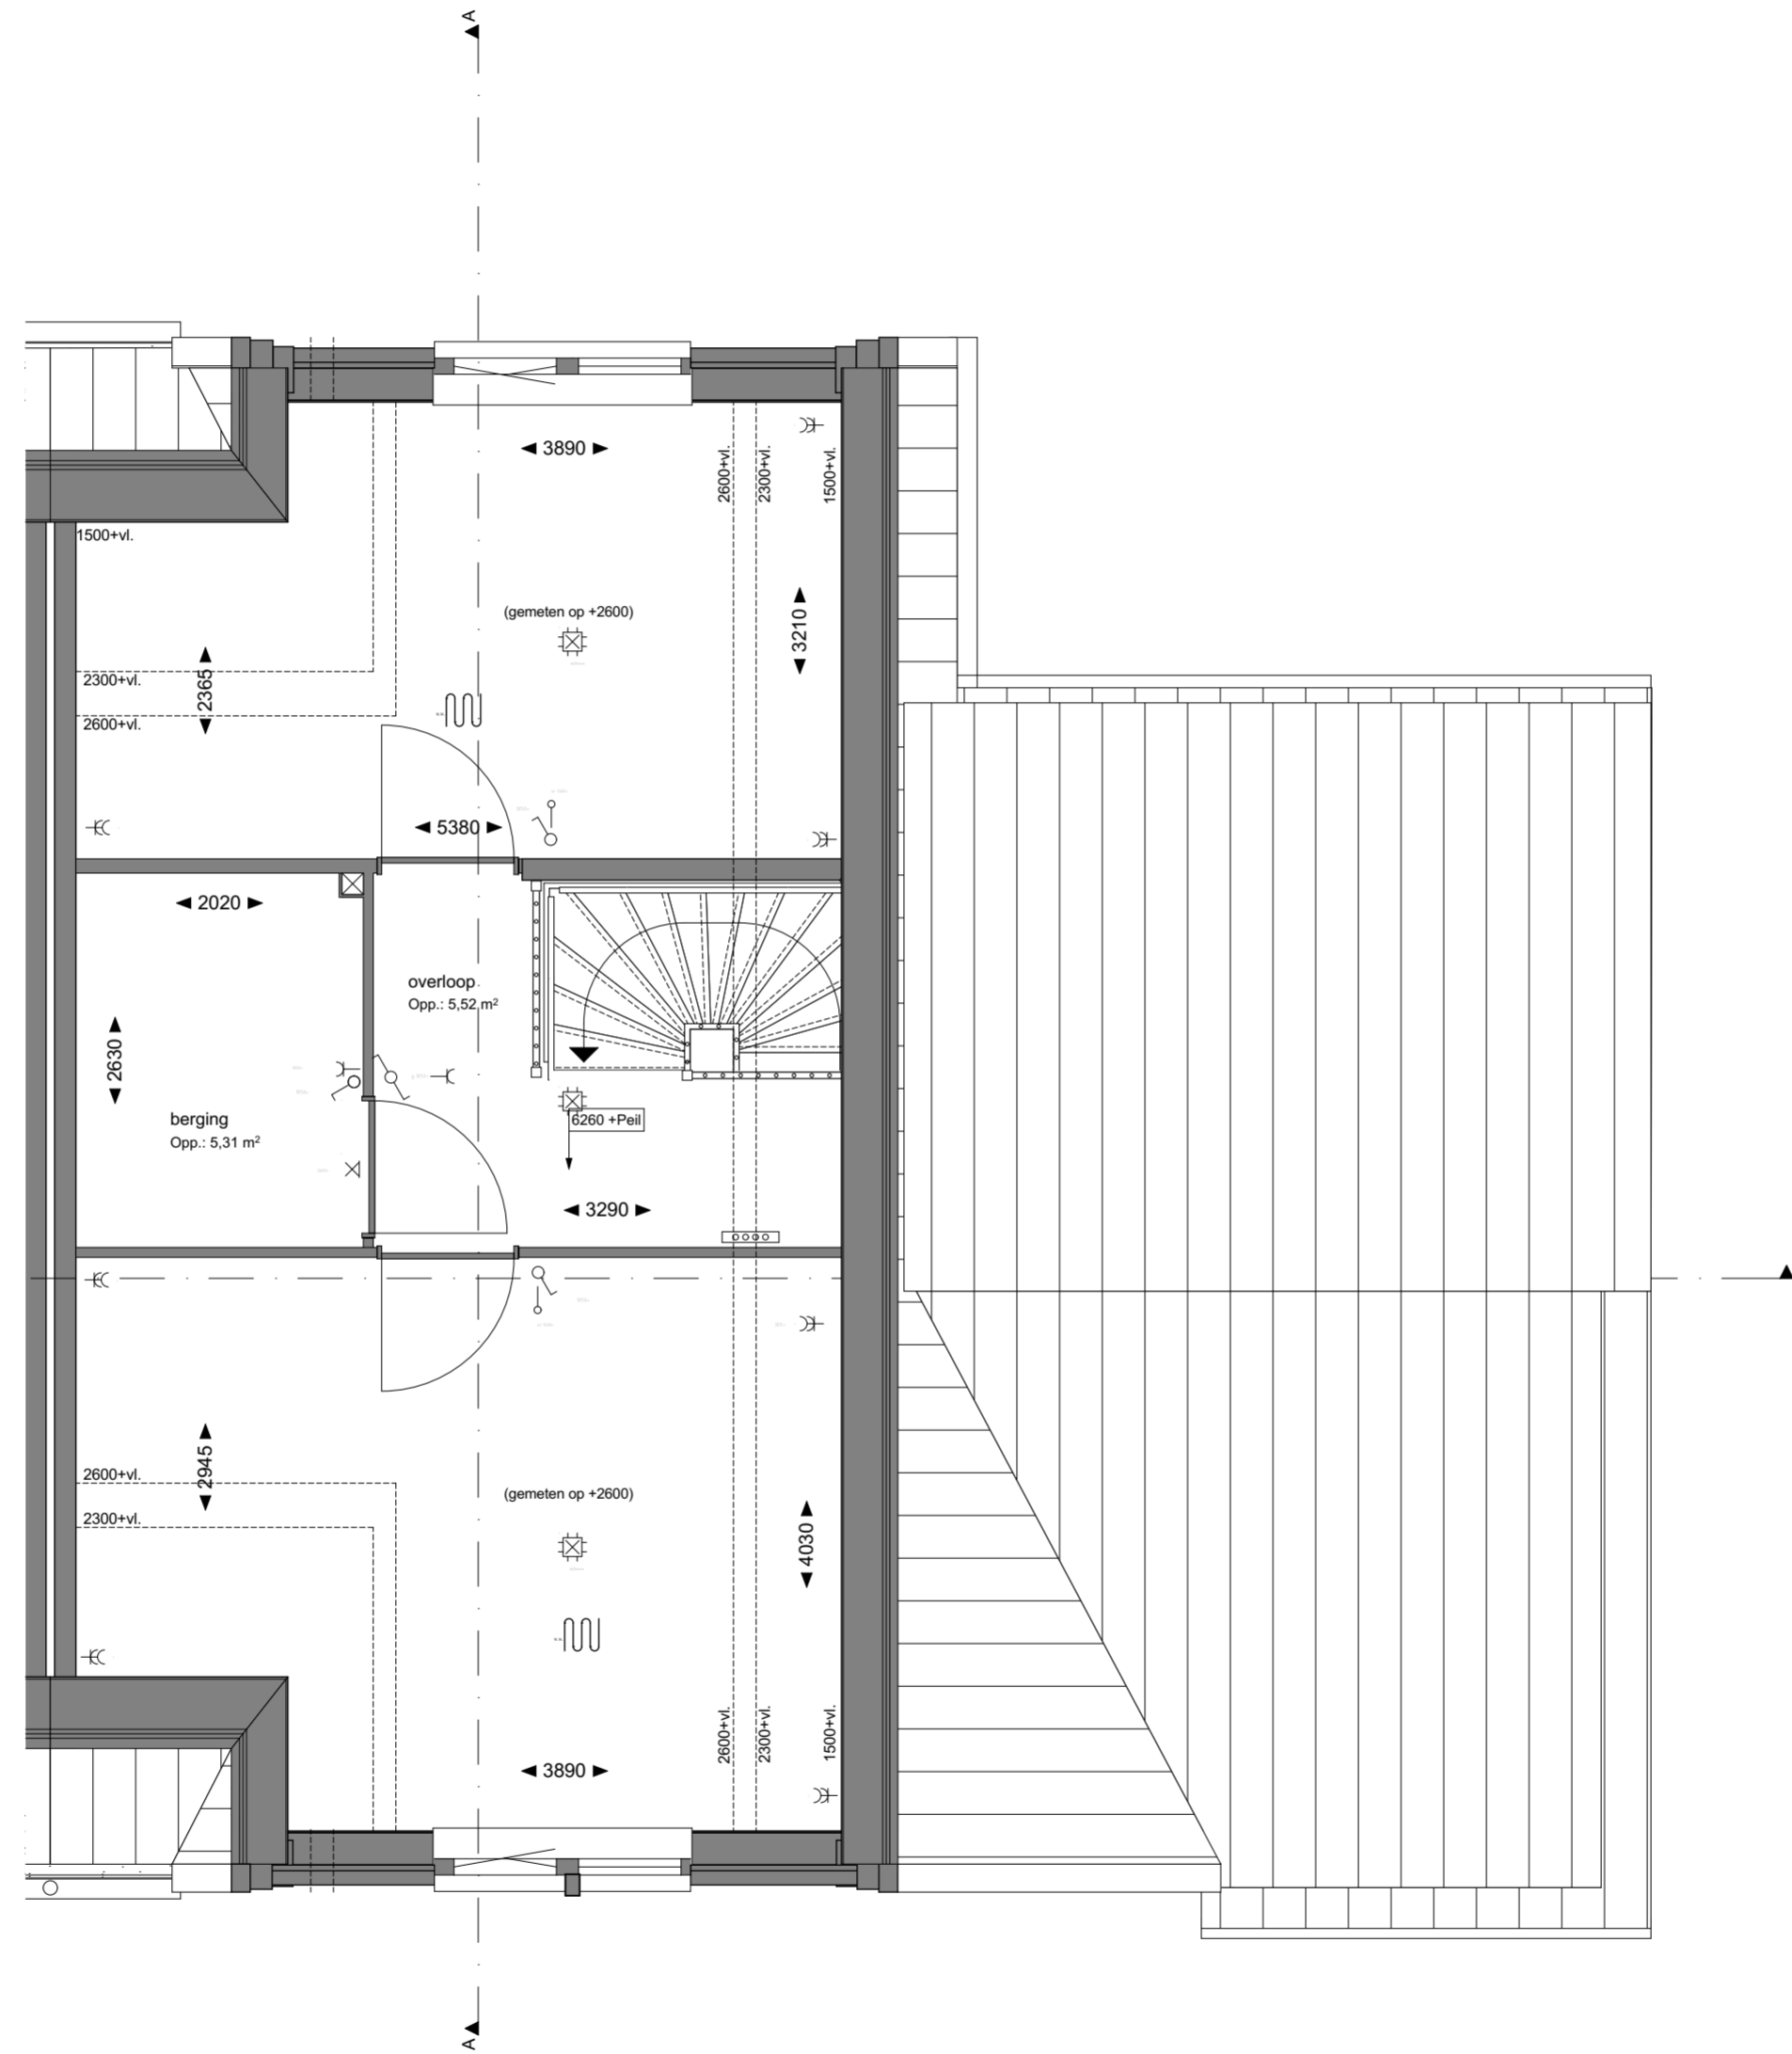 A
3890
2600+vl.
2300+vl.
1500+vl.
1500+vl.
(gemeten op +2600)
3210
2300+vl.
2365
2600+vl.
5380
2020
overloop
Opp.: 5,52 m²
2630
berging
Opp.: 5,31 m²
6260 +Peil
3290
2945
2600+vl.
(gemeten op +2600)
2300+vl.
4030
2600+vl.
2300+vl.
1500+vl.
3890
A